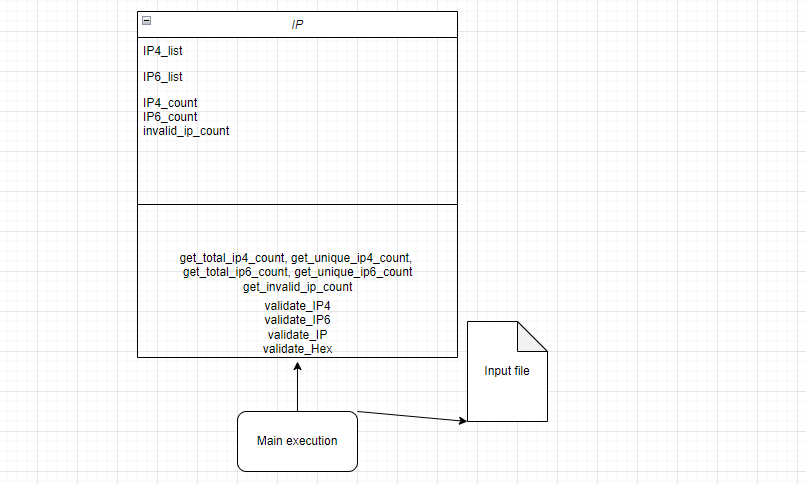 IP
IP4_list
IP6_list
IP4_count
IP6_count
invalid_ip_count
get_total_ip4_count, get_unique_ip4_count,
get_total_ip6_count, get_unique_ip6_count
get_invalid_ip_count
validate_IP4
validate_IP6
validate_IP
validate_Hex
Input file
Main execution